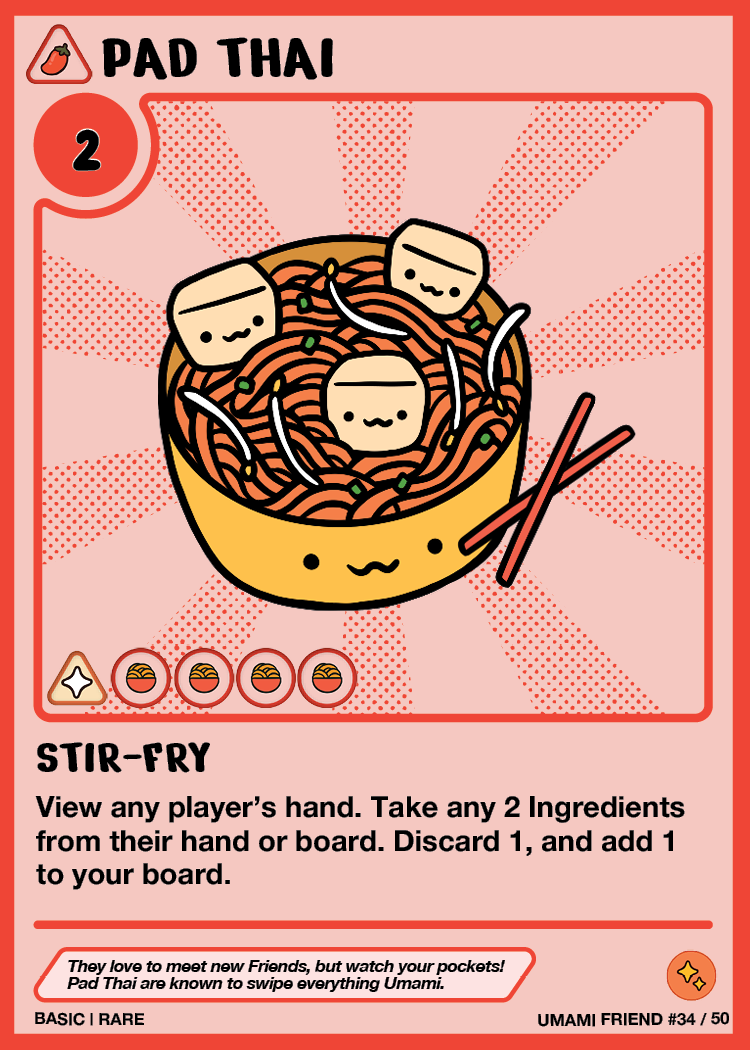 PAD THAI
2
STIR-FRY
View any player’s hand. Take any 2 Ingredients
from their hand or board. Discard 1, and add 1
to your board.
They love to meet new Friends, but watch your pockets!
Pad Thai are known to swipe everything Umami.
BASIC | RARE
UMAMI FRIEND #34 / 50